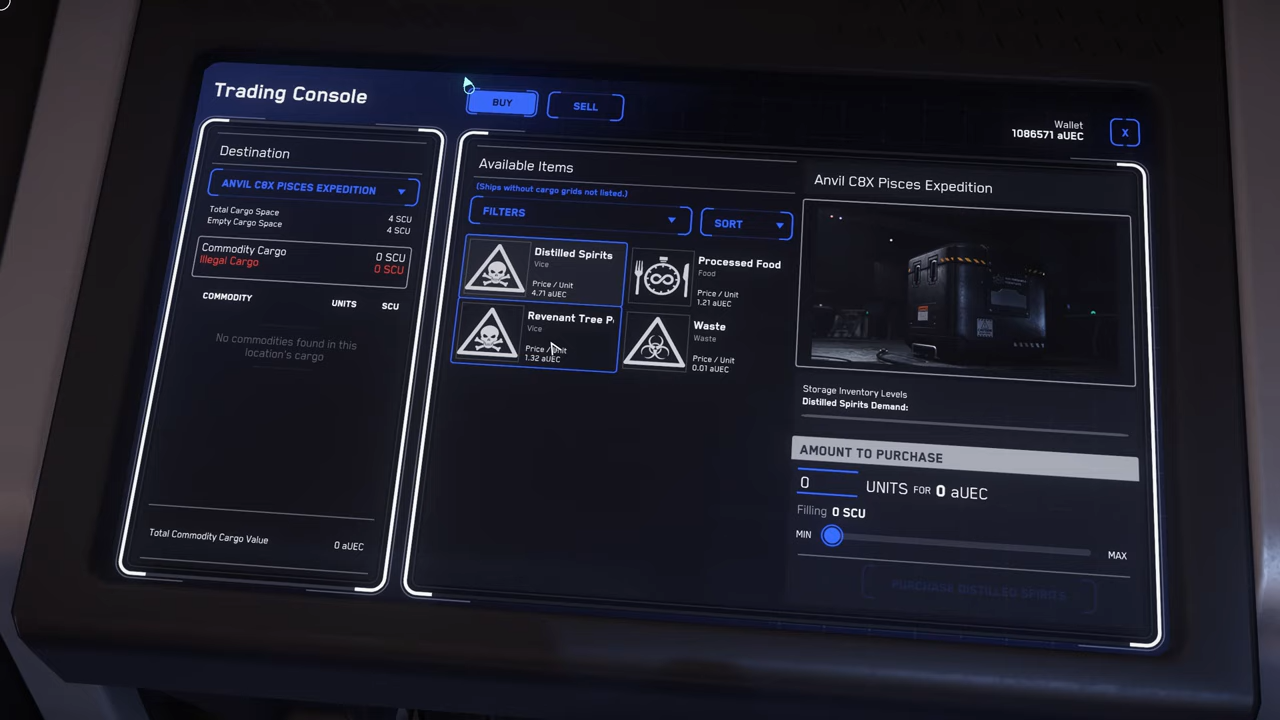 Trading Console
BUY
SELL
Wallet
1086571 aUEC
X
Destination
ANVIL C8X PISCES EXPEDITION
Total Cargo Space 4 SCU
Empty Cargo Space 4 SCU
Commodity Cargo 0 SCU
Illegal Cargo 0 SCU
COMMODITY UNITS SCU
No commodities found in this
location's cargo
Total Commodity Cargo Value 0 aUEC
Available Items
(Ships without cargo grids not listed.)
FILTERS
SORT
Distilled Spirits
Vice
Price / Unit
4.71 aUEC
Processed Food
Food
Price / Unit
1.21 aUEC
Revenant Tree P
Vice
Price / Unit
1.32 aUEC
Waste
Waste
Price / Unit
0.01 aUEC
Anvil C8X Pisces Expedition
Storage Inventory Levels
Distilled Spirits Demand:
AMOUNT TO PURCHASE
0 UNITS FOR 0 aUEC
Filling 0 SCU
MIN
MAX
PURCHASE DISTILLED SPIRITS